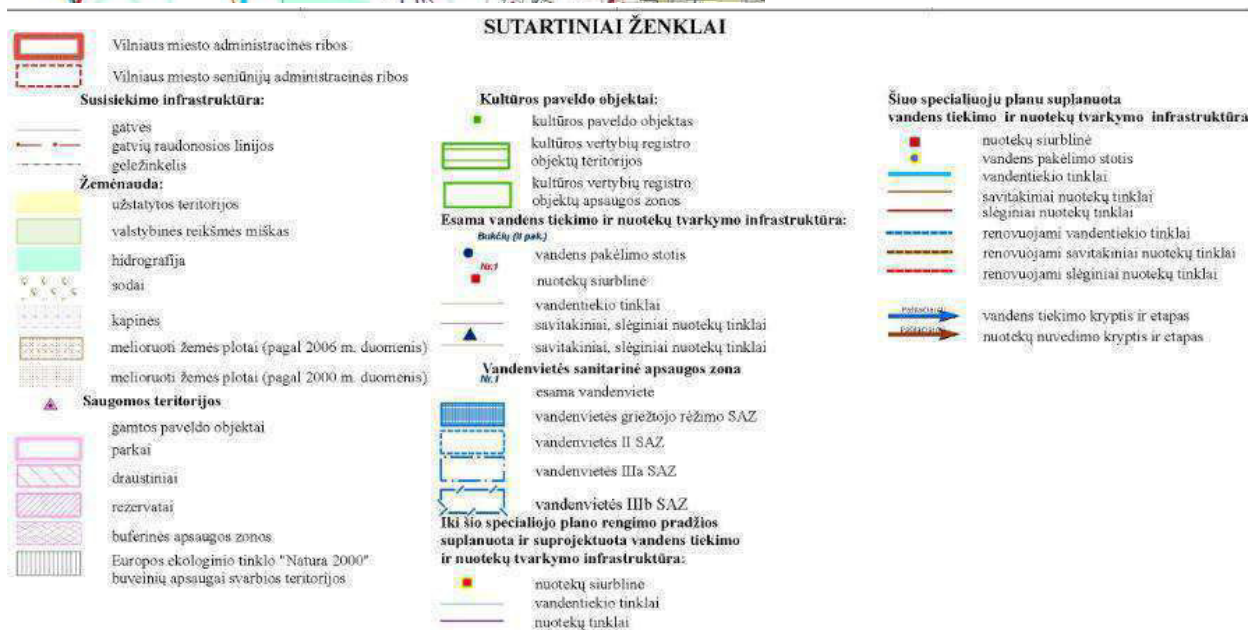 SUTARTINIAI ŽENKLAI
Vilniaus miesto administracinės ribos
Vilniaus miesto seniūnijų administracinės ribos
Susisiekimo infrastruktūra:
gatvės
gatvių raudonosios linijos
geležinkelis
Žemėnauda:
užstatytos teritorijos
valstybinės reikšmės miškas
hidrografija
sodai
kapinės
melioruoti žemės plotai (pagal 2006 m. duomenis)
melioruoti žemės plotai (pagal 2000 m. duomenis)
Saugomos teritorijos
gamtos paveldo objektai
parkai
draustiniai
rezervatai
buferinės apsaugos zonos
Europos ekologinio tinklo "Natura 2000"
buveinių apsaugai svarbios teritorijos
Kultūros paveldo objektai:
kultūros paveldo objektas
kultūros vertybių registro
objektų teritorijos
kultūros vertybių registro
objektų apsaugos zonos
Esama vandens tiekimo ir nuotekų tvarkymo infrastruktūra:
Bukčių (II pak.)
vandens pakėlimo stotis
Nr.1
nuotekų siurblinė
vandentiekio tinklai
savitakiniai, slėginiai nuotekų tinklai
savitakiniai, slėginiai nuotekų tinklai
Vandenvietės sanitarinė apsaugos zona
Nr.1
esama vandenvietė
vandenvietės griežtojo rėžimo SAZ
vandenvietės II SAZ
vandenvietės IIIa SAZ
vandenvietės IIIb SAZ
Iki šio specialiojo plano rengimo pradžios
suplanuota ir suprojektuota vandens tiekimo
ir nuotekų tvarkymo infrastruktūra:
nuotekų siurblinė
vandentiekio tinklai
nuotekų tinklai
Šiuo specialiuoju planu suplanuota
vandens tiekimo ir nuotekų tvarkymo infrastruktūra
nuotekų siurblinė
vandens pakėlimo stotis
vandentiekio tinklai
savitakiniai nuotekų tinklai
slėginiai nuotekų tinklai
renovuojami vandentiekio tinklai
renovuojami savitakiniai nuotekų tinklai
renovuojami slėginiai nuotekų tinklai
vandens tiekimo kryptis ir etapas
nuotekų nuvedimo kryptis ir etapas